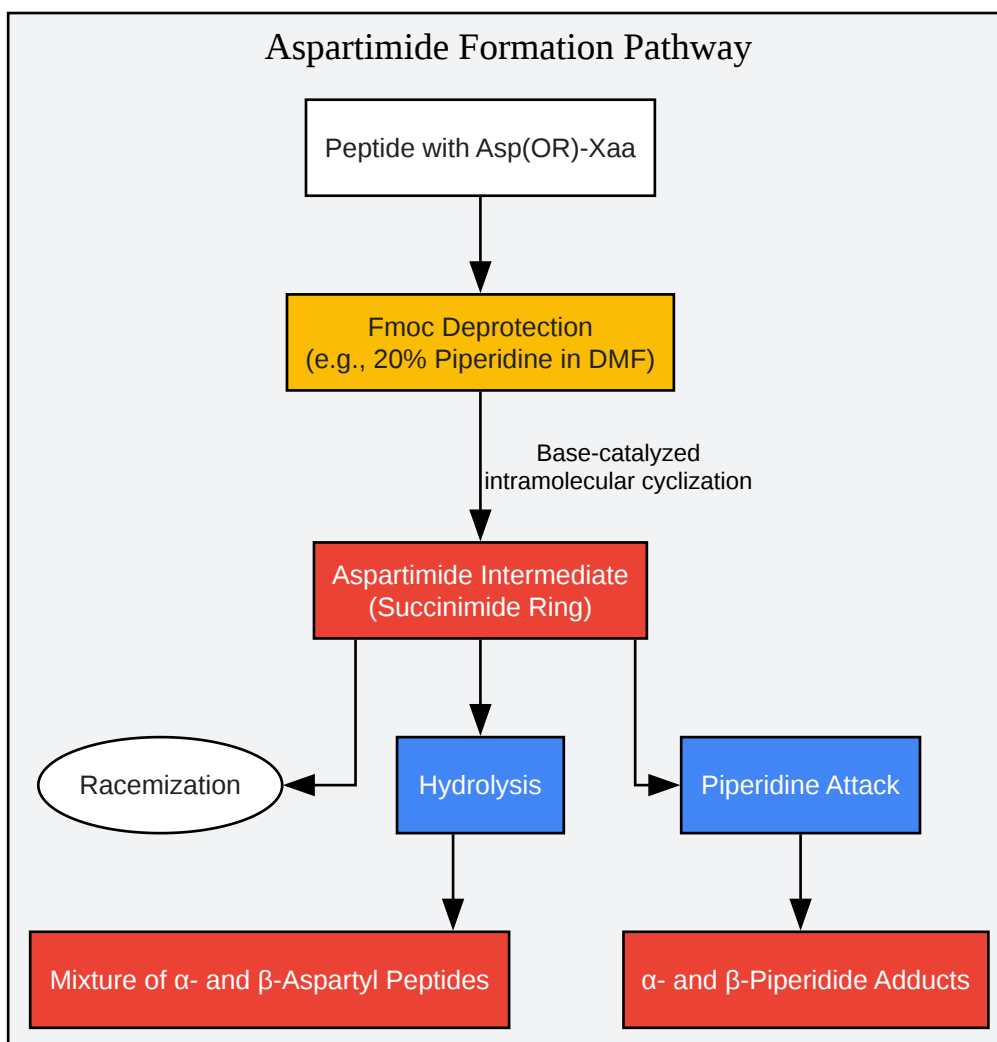 Aspartimide Formation Pathway
Peptide with Asp(OR)-Xaa
Fmoc Deprotection
(e.g., 20% Piperidine in DMF)
Base-catalyzed
intramolecular cyclization
Aspartimide Intermediate
(Succinimide Ring)
Racemization
Hydrolysis
Piperidine Attack
Mixture of α- and β-Aspartyl Peptides
α- and β-Piperidide Adducts